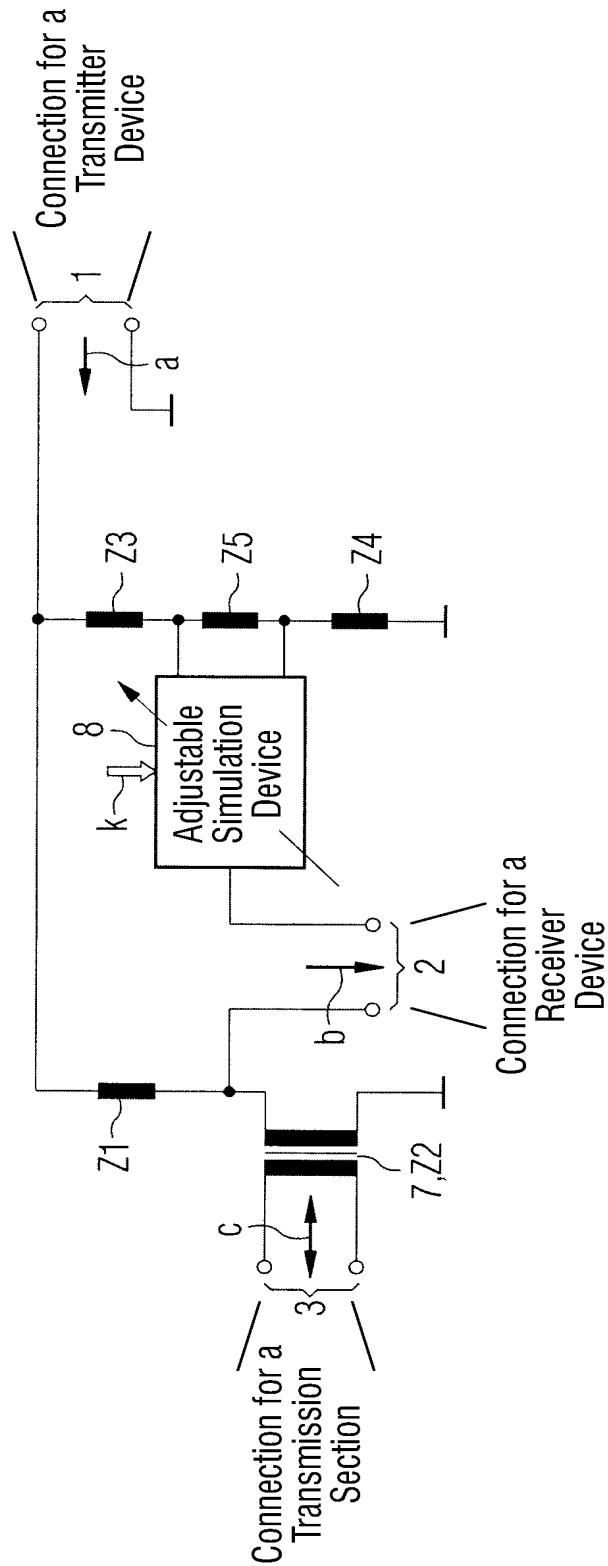 Connection for a
Transmitter
Device
1
a
Z3
Z5
Z4
8
k
Adjustable
Simulation
Device
b
2
Connection for a
Receiver
Device
Z1
7,Z2
c
3
Connection for a
Transmission
Section